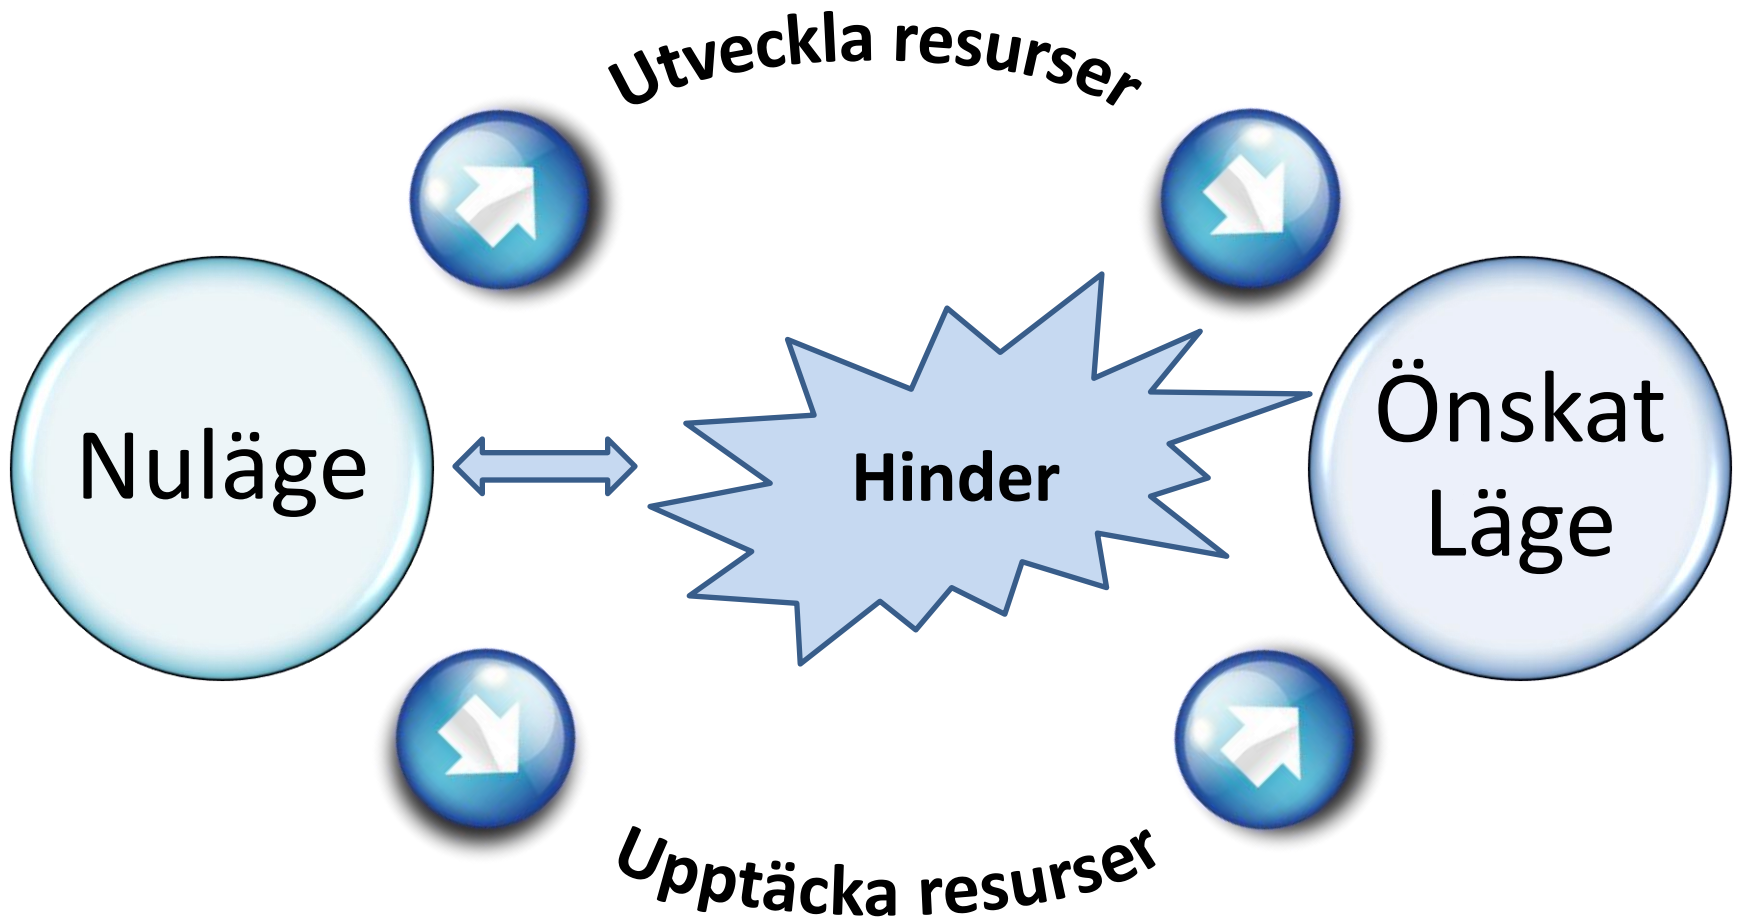 Utveckla resurser
Nuläge
Hinder
Önskat
Läge
Upptäcka resurser